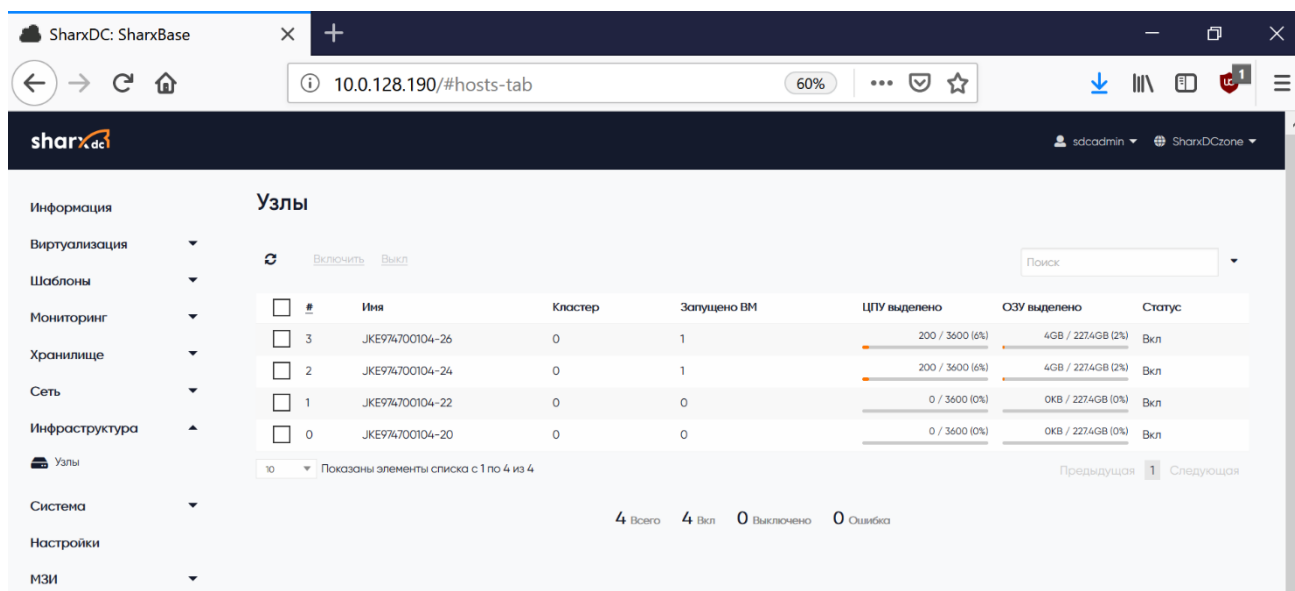 SharxDC: SharxBase
10.0.128.190/#hosts-tab
60%
1
sharxdc
sdcadmin
SharxDCzone
Информация
Виртуализация
Шаблоны
Мониторинг
Хранилище
Сеть
Инфраструктура
Узлы
Система
Настройки
МЗИ
Узлы
Включить Выкл
Поиск
# Имя Кластер Запущено ВМ ЦПУ выделено ОЗУ выделено Статус
3 JKE974700104-26 0 1 200 / 3600 (6%) 4GB / 227.4GB (2%) Вкл
2 JKE974700104-24 0 1 200 / 3600 (6%) 4GB / 227.4GB (2%) Вкл
1 JKE974700104-22 0 0 0 / 3600 (0%) 0KB / 227.4GB (0%) Вкл
0 JKE974700104-20 0 0 0 / 3600 (0%) 0KB / 227.4GB (0%) Вкл
10 Показаны элементы списка с 1 по 4 из 4
Предыдущая 1 Следующая
4 Всего 4 Вкл 0 Выключено 0 Ошибка